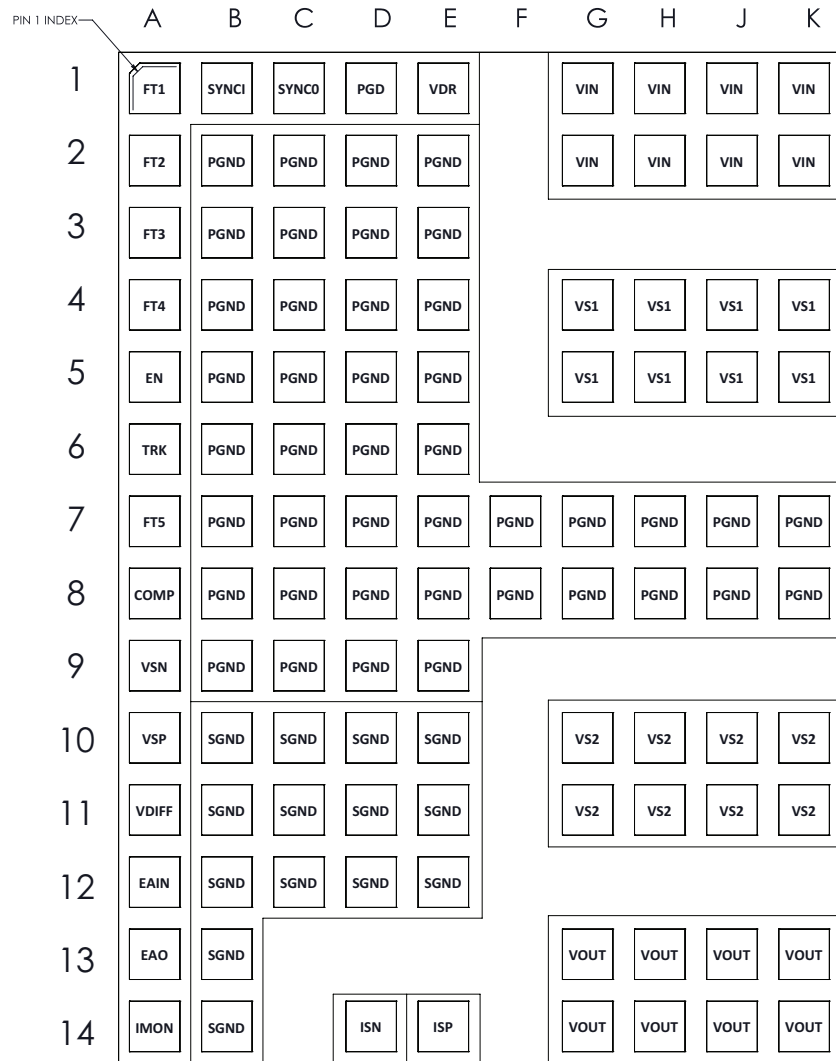 PIN 1 INDEX A B C D E F G H J K
1 FT1 SYNCI SYNC0 PGD VDR VIN VIN VIN VIN
2 FT2 PGND PGND PGND PGND VIN VIN VIN VIN
3 FT3 PGND PGND PGND PGND
4 FT4 PGND PGND PGND PGND VS1 VS1 VS1 VS1
5 EN PGND PGND PGND PGND VS1 VS1 VS1 VS1
6 TRK PGND PGND PGND PGND
7 FT5 PGND PGND PGND PGND PGND PGND PGND PGND PGND
8 COMP PGND PGND PGND PGND PGND PGND PGND PGND PGND
9 VSN PGND PGND PGND PGND
10 VSP SGND SGND SGND SGND VS2 VS2 VS2 VS2
11 VDIFF SGND SGND SGND SGND VS2 VS2 VS2 VS2
12 EAIN SGND SGND SGND SGND
13 EAO SGND VOUT VOUT VOUT VOUT
14 IMON SGND ISN ISP VOUT VOUT VOUT VOUT